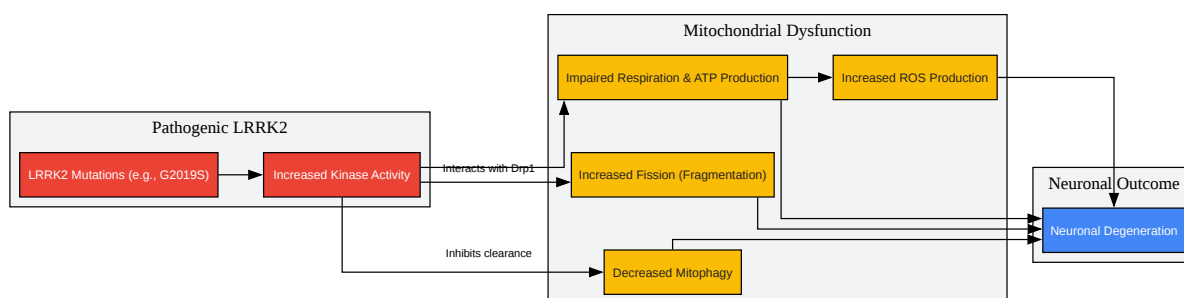 Mitochondrial Dysfunction
Impaired Respiration & ATP Production
Increased ROS Production
Pathogenic LRRK2
LRRK2 Mutations (e.g., G2019S)
Increased Kinase Activity
Interacts with Drp1
Increased Fission (Fragmentation)
Neuronal Outcome
Neuronal Degeneration
Inhibits clearance
Decreased Mitophagy